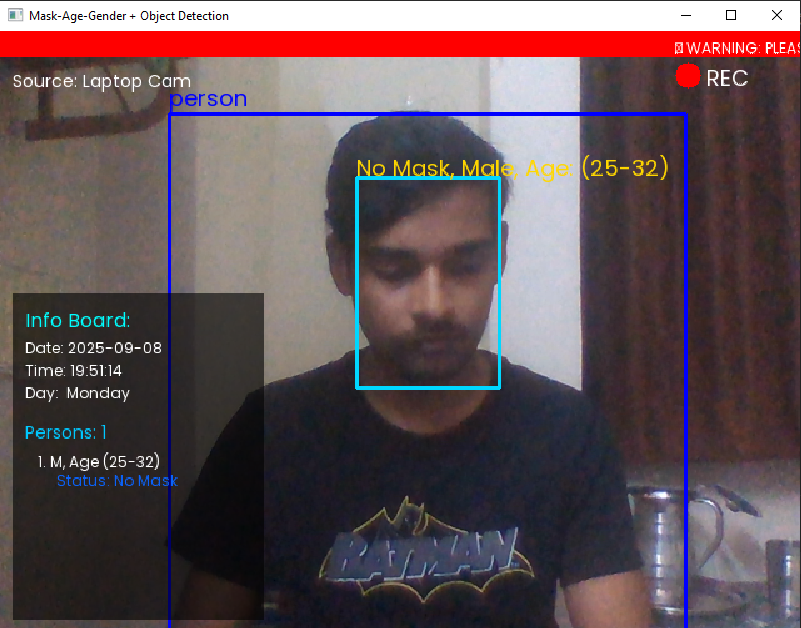 Mask-Age-Gender + Object Detection
WARNING: PLEAS
Source: Laptop Cam
REC
person
No Mask, Male, Age: (25-32)
Info Board:
Date: 2025-09-08
Time: 19:51:14
Day: Monday
Persons: 1
1. M, Age (25-32)
Status: No Mask
BATMAN